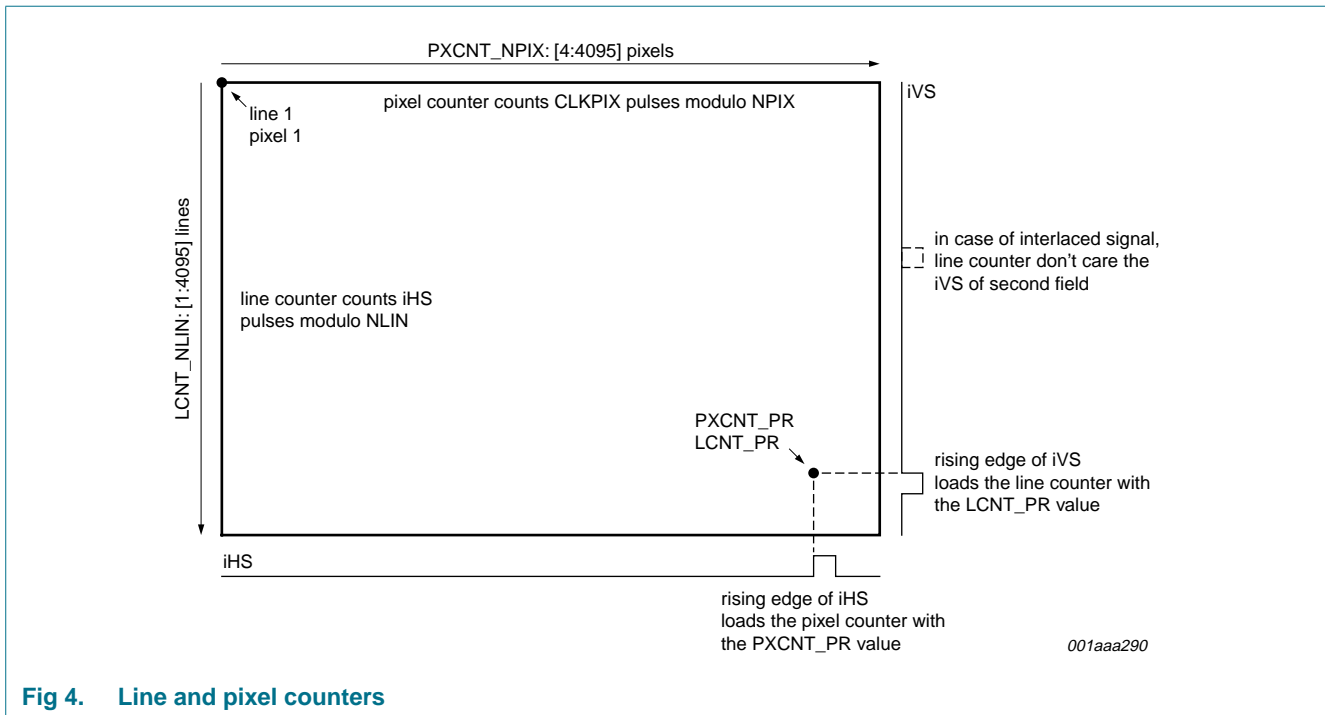 PXCNT_NPIX: [4:4095] pixels
pixel counter counts CLKPIX pulses modulo NPIX
line 1
pixel 1
iVS
LCNT_NLIN: [1:4095] lines
in case of interlaced signal,
line counter don't care the
iVS of second field
line counter counts iHS
pulses modulo NLIN
PXCNT_PR
LCNT_PR
rising edge of iVS
loads the line counter with
the LCNT_PR value
iHS
rising edge of iHS
loads the pixel counter with
the PXCNT_PR value
001aaa290
Fig 4. Line and pixel counters